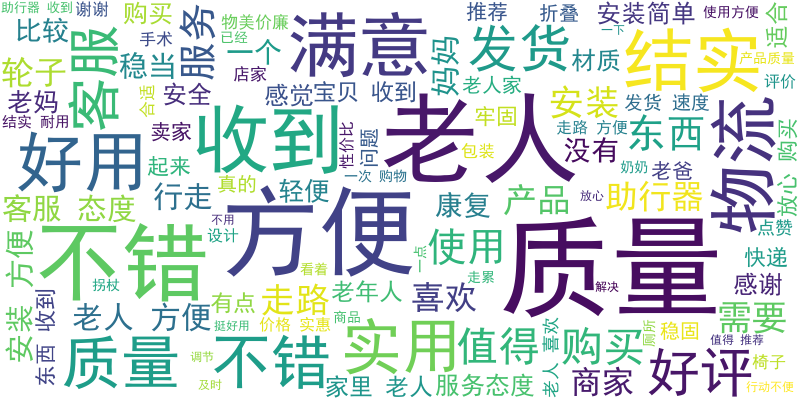 助行器 收到
谢谢
购买
物美价廉
推荐
折叠
安装简单
使用方便
适合
比较
客服
服务
手术
已经
一个
满意
妈妈
发货
材质
结实
一下
产品质量
轮子
稳当
店家
老人家
评价
老妈
合适
安全
感觉
宝贝 收到
牢固
安装
发货 速度
结实 耐用
卖家
收到
性价比
问题
老人
走路 方便
东西
物流
购买
好用
起来
包装
没有
真的
轻便
一次
购物
奶奶
老爸
放心
行走
康复
产品
放心
助行器
客服 态度
不用
设计
方便
不错
方便
一点
使用
质量
点赞
快递
拐杖
看着
走累
解决
感谢
安装
收到
老人 方便
有点
走路
老年人
喜欢
需要
挺好用
价格 实惠
商品
实用
值得
购买
厕所
稳固
值得 推荐
东西
质量
不错
调节
及时
家里 老人
服务态度
老人 喜欢
商家
好评
椅子
行动不便